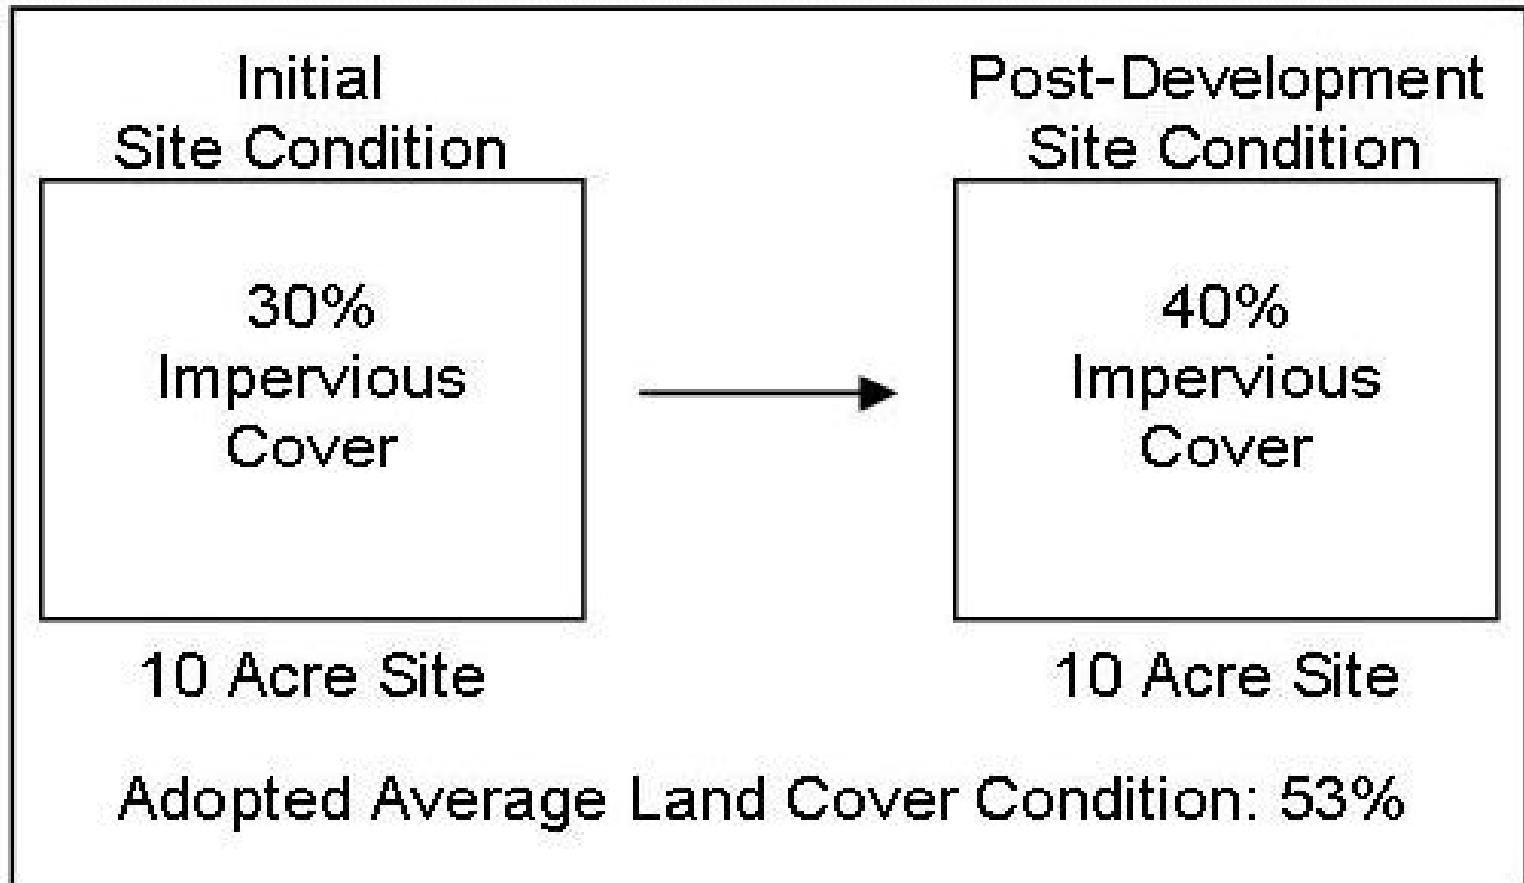 Initial
Site Condition
30%
Impervious
Cover
10 Acre Site
Post-Development
Site Condition
40%
Impervious
Cover
10 Acre Site
Adopted Average Land Cover Condition: 53%